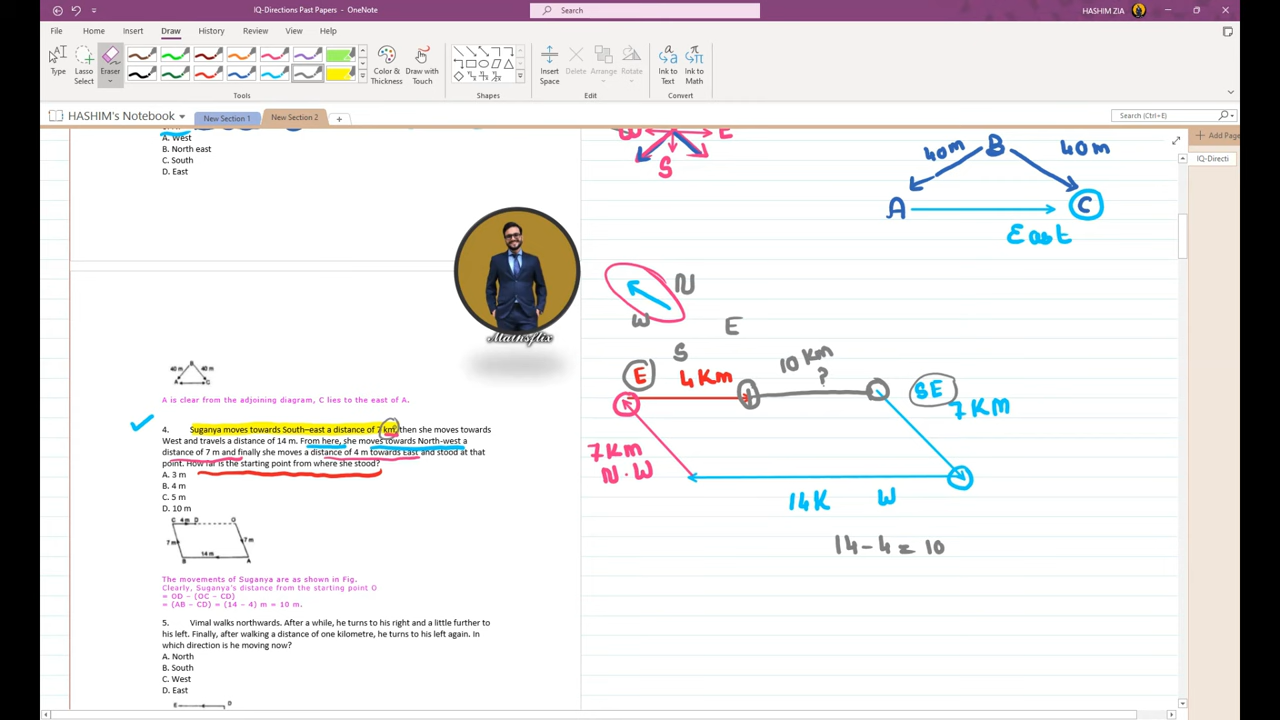 IQ-Directions Past Papers - OneNote
Search
HASHIM ZIA
File Home Insert Draw History Review View Help
Type
Lasso Select
Eraser
Color & Thickness
Draw with Touch
Insert Space
Delete
Arrange
Rotate
Ink to Text
Ink to Math
Tools
Shapes
Edit
Convert
HASHIM's Notebook
New Section 1
New Section 2
Search (Ctrl+E)
Add Page
IQ-Directi
A. West
B. North east
C. South
D. East
W E
S
40m B 40m
A C
East
Mathsflix
B
40 m 40 m
A C
A is clear from the adjoining diagram, C lies to the east of A.
4. Suganya moves towards South–east a distance of 7 km, then she moves towards
West and travels a distance of 14 m. From here, she moves towards North-west a
distance of 7 m and finally she moves a distance of 4 m towards East and stood at that
point. How far is the starting point from where she stood?
A. 3 m
B. 4 m
C. 5 m
D. 10 m
C 4 m D O
7 m 7 m
14 m
B A
The movements of Suganya are as shown in Fig.
Clearly, Suganya's distance from the starting point O
= OD – (OC – CD)
= (AB – CD) = (14 – 4) m = 10 m.
5. Vimal walks northwards. After a while, he turns to his right and a little further to
his left. Finally, after walking a distance of one kilometre, he turns to his left again. In
which direction is he moving now?
A. North
B. South
C. West
D. East
E D
N
W E
S
E 4Km 10 Km
?
SE
7KM
7KM
N.W
14K W
14-4 = 10